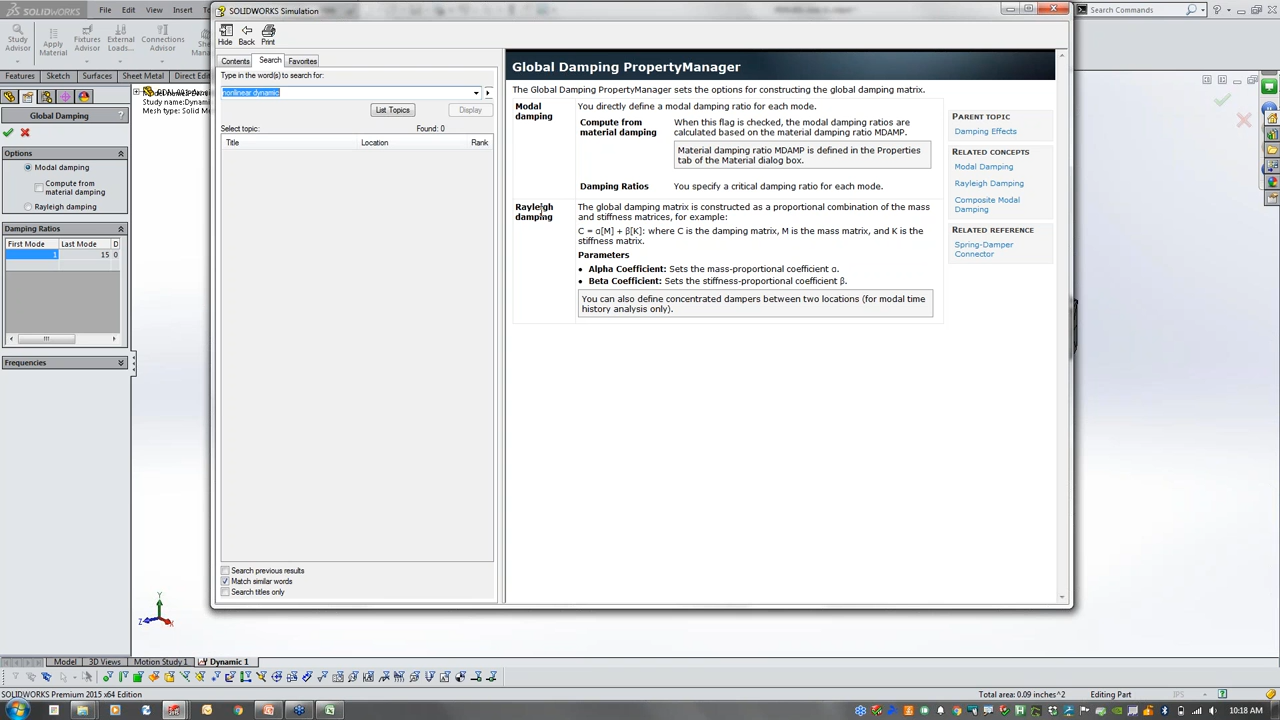 SOLIDWORKS
File Edit View Insert
SOLIDWORKS Simulation
Search Commands
Study Advisor
Apply Material
Fixtures Advisor
External Loads...
Connections Advisor
Hide Back Print
Features Sketch Surfaces Sheet Metal Direct Edit
Contents Search Favorites
Type in the word(s) to search for:
nonlinear dynamic
List Topics Display
Select topic: Found: 0
Title Location Rank
Search previous results
Match similar words
Search titles only
Study name:Dynam
Mesh type: Solid M
Global Damping ?
Options
Modal damping
Compute from
material damping
Rayleigh damping
Damping Ratios
First Mode Last Mode D
1 15 0
Frequencies
Global Damping PropertyManager
The Global Damping PropertyManager sets the options for constructing the global damping matrix.
Modal
damping
You directly define a modal damping ratio for each mode.
Compute from
material damping
When this flag is checked, the modal damping ratios are
calculated based on the material damping ratio MDAMP.
Material damping ratio MDAMP is defined in the Properties
tab of the Material dialog box.
Damping Ratios
You specify a critical damping ratio for each mode.
Rayleigh
damping
The global damping matrix is constructed as a proportional combination of the mass
and stiffness matrices, for example:
C = α[M] + β[K]: where C is the damping matrix, M is the mass matrix, and K is the
stiffness matrix.
Parameters
• Alpha Coefficient: Sets the mass-proportional coefficient α.
• Beta Coefficient: Sets the stiffness-proportional coefficient β.
You can also define concentrated dampers between two locations (for modal time
history analysis only).
PARENT TOPIC
Damping Effects
RELATED CONCEPTS
Modal Damping
Rayleigh Damping
Composite Modal
Damping
RELATED REFERENCE
Spring-Damper
Connector
Y
Z
X
Model 3D Views Motion Study 1 Dynamic 1
SOLIDWORKS Premium 2015 x64 Edition
Total area: 0.09 inches^2 Editing Part IPS
10:18 AM